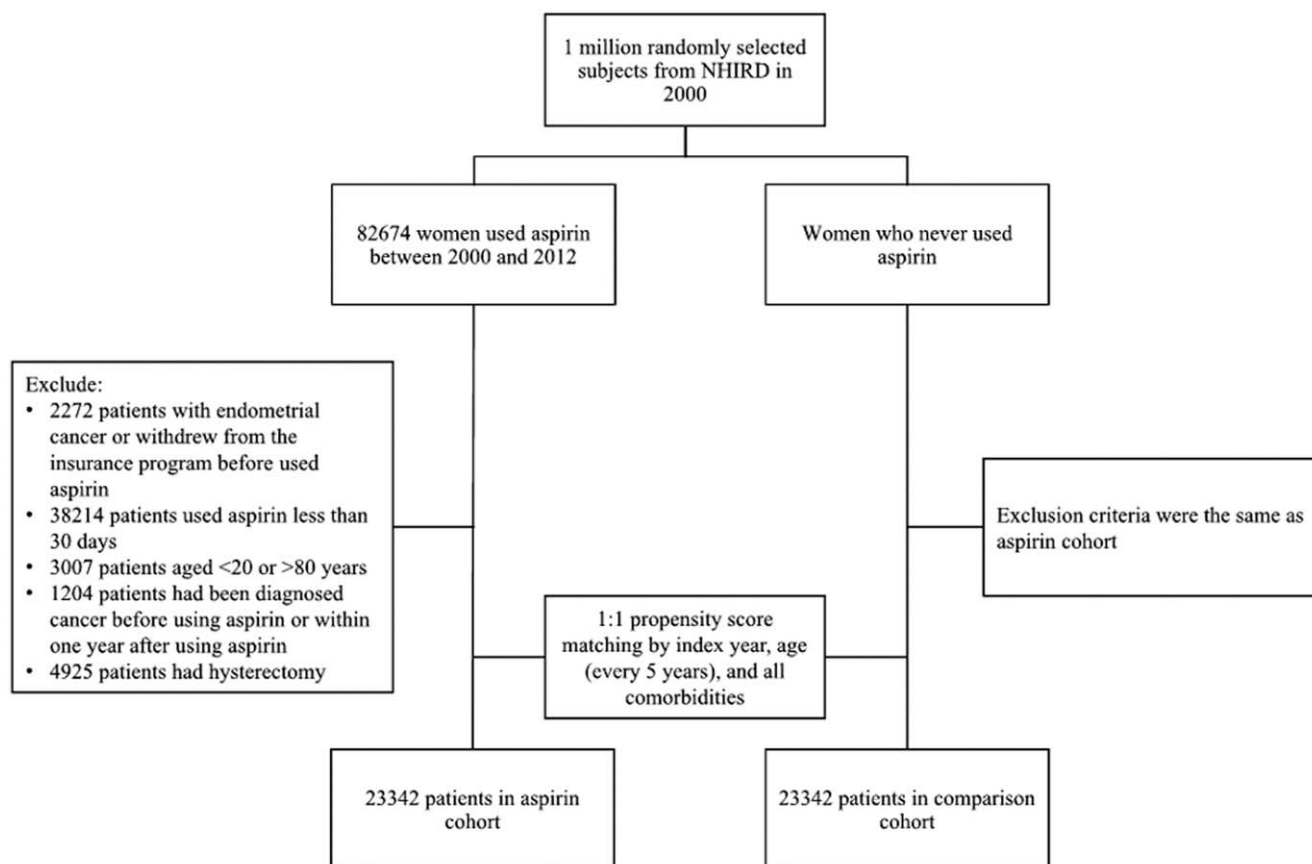 1 million randomly selected
subjects from NHIRD in
2000
82674 women used aspirin
between 2000 and 2012
Women who never used
aspirin
Exclude:
• 2272 patients with endometrial
cancer or withdrew from the
insurance program before used
aspirin
• 38214 patients used aspirin less than
30 days
• 3007 patients aged <20 or >80 years
• 1204 patients had been diagnosed
cancer before using aspirin or within
one year after using aspirin
• 4925 patients had hysterectomy
Exclusion criteria were the same as
aspirin cohort
1:1 propensity score
matching by index year, age
(every 5 years), and all
comorbidities
23342 patients in aspirin
cohort
23342 patients in comparison
cohort